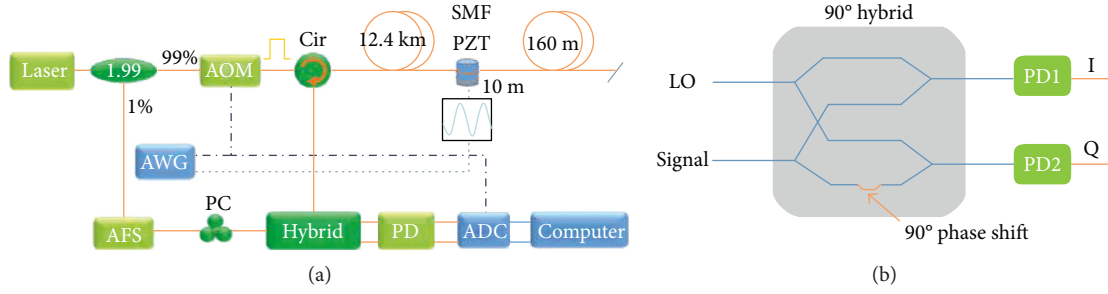 SMF
PZT
Cir
12.4 km
160 m
99%
Laser
1.99
AOM
10 m
1%
AWG
PC
AFS
Hybrid
PD
ADC
Computer
(a)
90° hybrid
LO
PD1
I
Signal
PD2
Q
90° phase shift
(b)